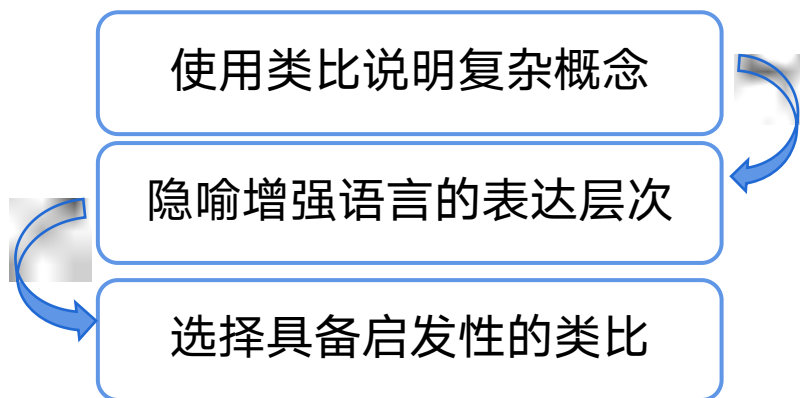 使用类比说明复杂概念
隐喻增强语言的表达层次
选择具备启发性的类比